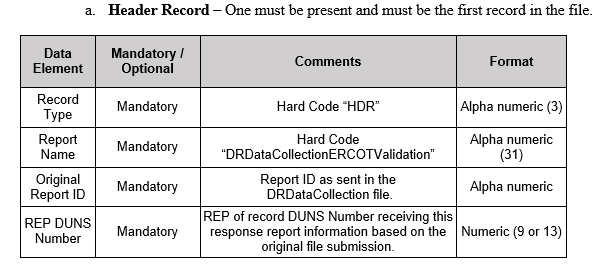 a. Header Record – One must be present and must be the first record in the file.
Data
Element
Mandatory /
Optional
Comments
Format
Record
Type
Mandatory
Hard Code “HDR”
Alpha numeric (3)
Report
Name
Mandatory
Hard Code
“DRDataCollectionERCOTValidation”
Alpha numeric
(31)
Original
Report ID
Mandatory
Report ID as sent in the
DRDataCollection file.
Alpha numeric
REP DUNS
Number
Mandatory
REP of record DUNS Number receiving this
response report information based on the
original file submission.
Numeric (9 or 13)